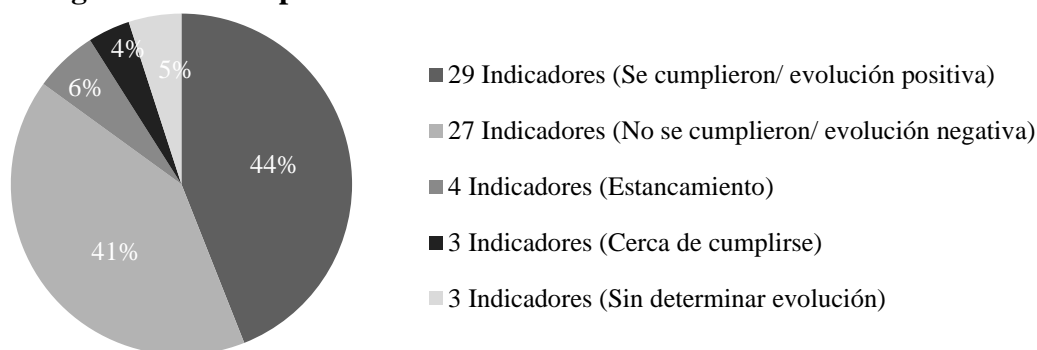 4%
5%
6%
44%
41%
29 Indicadores (Se cumplieron/ evolución positiva)
27 Indicadores (No se cumplieron/ evolución negativa)
4 Indicadores (Estancamiento)
3 Indicadores (Cerca de cumplirse)
3 Indicadores (Sin determinar evolución)